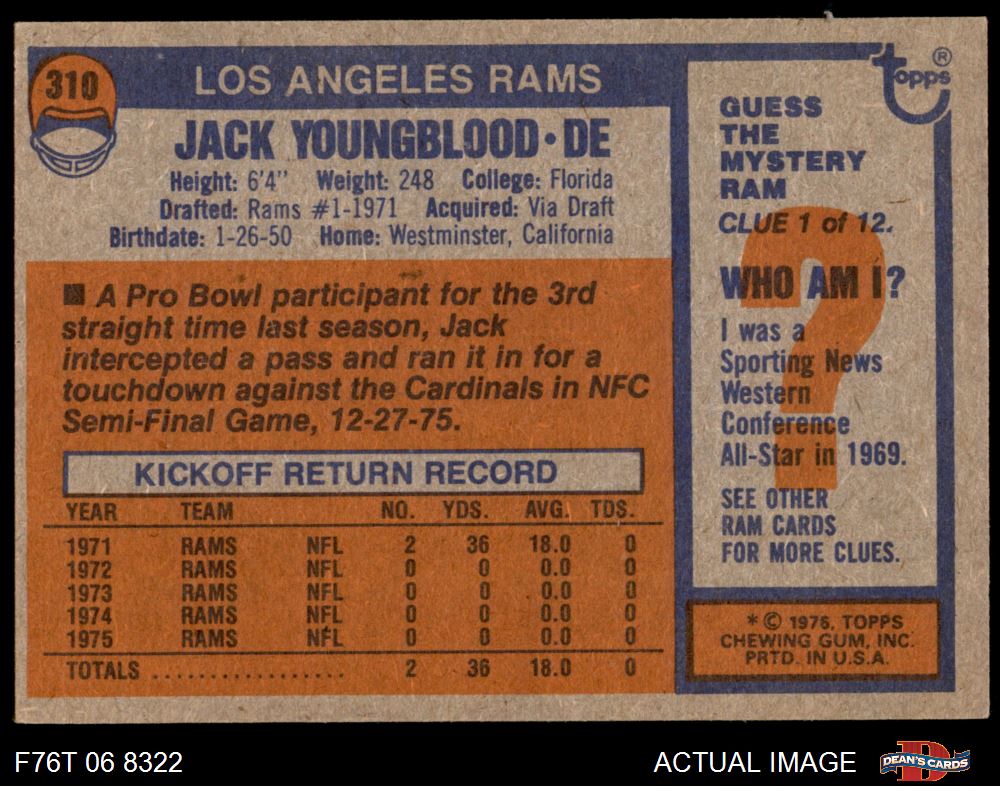 310
LOS ANGELES RAMS
JACK YOUNGBLOOD • DE
Height: 6'4" Weight: 248 College: Florida
Drafted: Rams #1-1971 Acquired: Via Draft
Birthdate: 1-26-50 Home: Westminster, California
■ A Pro Bowl participant for the 3rd
straight time last season, Jack
intercepted a pass and ran it in for a
touchdown against the Cardinals in NFC
Semi-Final Game, 12-27-75.
KICKOFF RETURN RECORD
YEAR TEAM NO. YDS. AVG. TDS.
1971 RAMS NFL 2 36 18.0 0
1972 RAMS NFL 0 0 0.0 0
1973 RAMS NFL 0 0 0.0 0
1974 RAMS NFL 0 0 0.0 0
1975 RAMS NFL 0 0 0.0 0
TOTALS .................. 2 36 18.0 0
topps ®
GUESS
THE
MYSTERY
RAM
CLUE 1 of 12.
?
WHO AM I?
I was a
Sporting News
Western
Conference
All-Star in 1969.
SEE OTHER
RAM CARDS
FOR MORE CLUES.
* © 1976, TOPPS
CHEWING GUM, INC.
PRTD. IN U.S.A.
F76T 06 8322
ACTUAL IMAGE
D
DEAN'S CARDS